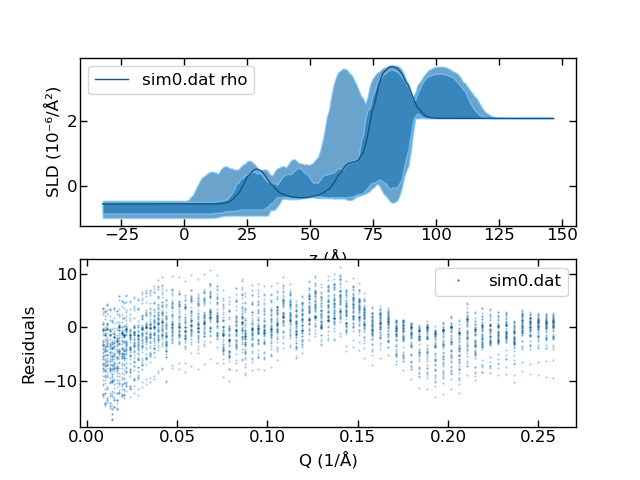 sim0.dat rho
SLD (10⁻⁶/Å²)
2
0
−25 0 25 50 75 100 125 150
z (Å)
sim0.dat
Residuals
10
0
−10
0.00 0.05 0.10 0.15 0.20 0.25
Q (1/Å)